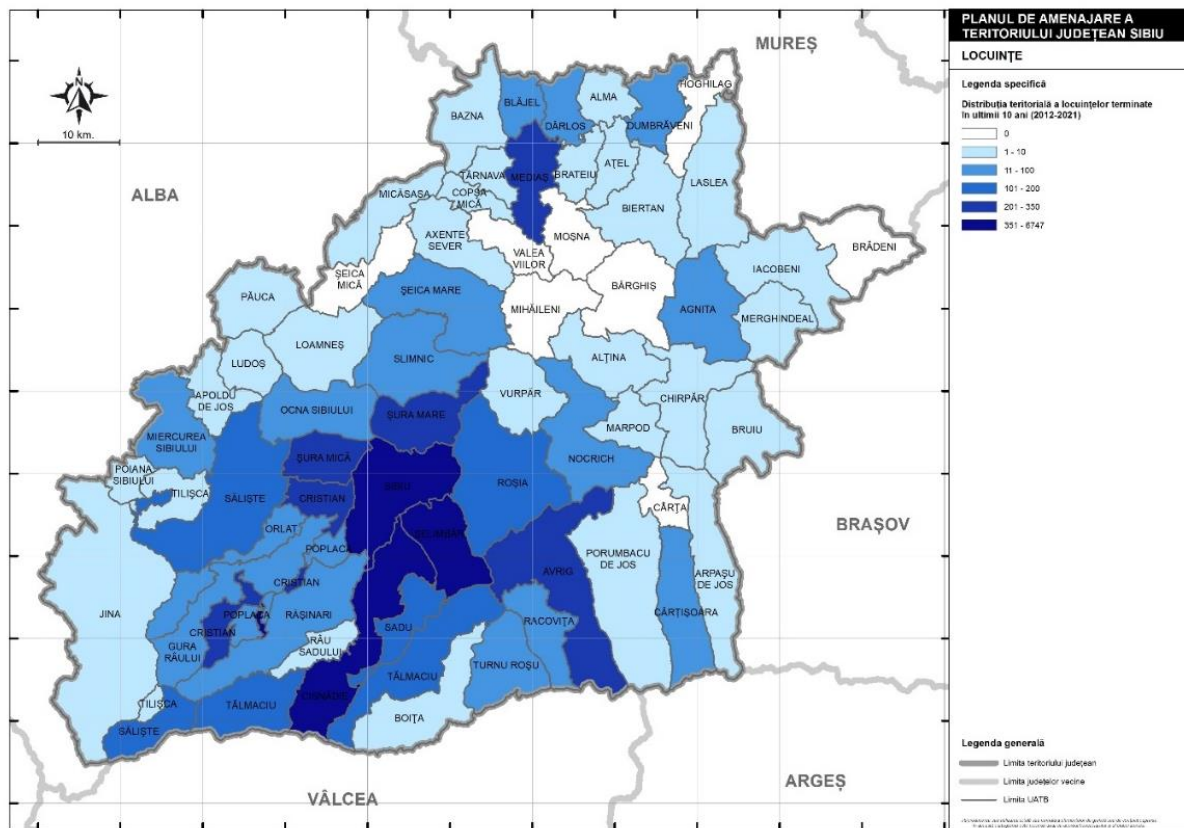 PLANUL DE AMENAJARE A
TERITORIULUI JUDEȚEAN SIBIU
LOCUINȚE
Legenda specifică
Distribuția teritorială a locuințelor terminate
în ultimii 10 ani (2012-2021)
0
1 - 10
11 - 100
101 - 200
201 - 350
351 - 6747
N
10 km.
MUREȘ
ALBA
BRAȘOV
ARGEȘ
VÂLCEA
HOGHILAG
BLĂJEL
ALMA
BAZNA
DÂRLOS
DUMBRĂVENI
TÂRNAVA
MEDIAȘ
BRATEIU
AȚEL
LASLEA
MICĂSASA
COPȘA
MICĂ
BIERTAN
AXENTE
SEVER
MOȘNA
VALEA
VIILOR
BRĂDENI
ȘEICA
MICĂ
IACOBENI
PĂUCA
ȘEICA MARE
BÂRGHIȘ
MIHĂILENI
AGNITA
MERGHINDEAL
LOAMNEȘ
SLIMNIC
ALȚINA
LUDOȘ
APOLDU
DE JOS
VURPĂR
CHIRPĂR
OCNA SIBIULUI
ȘURA MARE
MARPOD
BRUIU
MIERCUREA
SIBIULUI
ȘURA MICĂ
NOCRICH
POIANA
SIBIULUI
TILIȘCA
SĂLIȘTE
CRISTIAN
SIBIU
ROȘIA
CÂRȚA
ORLAT
POPLACA
SELIMBĂR
PORUMBACU
DE JOS
ARPAȘU
DE JOS
AVRIG
CRISTIAN
CÂRȚIȘOARA
JINA
POPLACA
RĂȘINARI
RACOVIȚA
CRISTIAN
SADU
GURA
RÂULUI
RÂU
SADULUI
TURNU ROȘU
TĂLMACIU
TILIȘCA
TĂLMACIU
CISNĂDIE
BOIȚA
SĂLIȘTE
Legenda generală
Limita teritoriului județean
Limita județelor vecine
Limita UATB